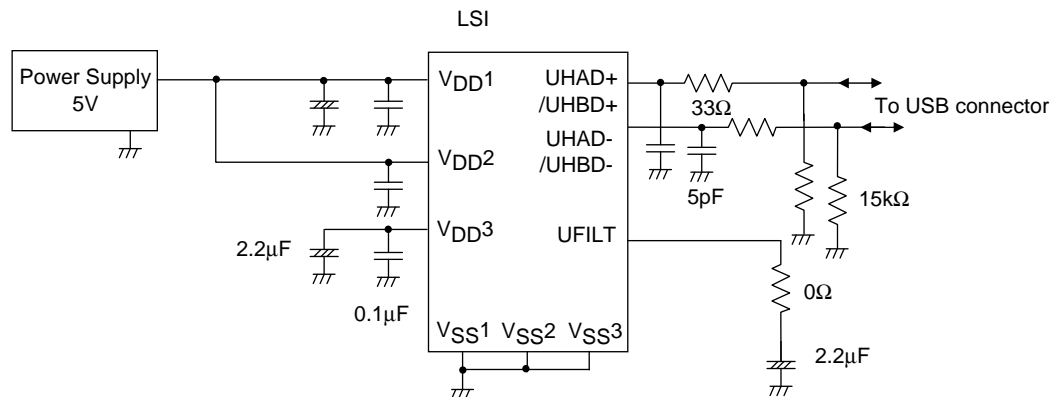 LSI
Power Supply
5V
VDD1
VDD2
VDD3
UHAD+
/UHBD+
UHAD-
/UHBD-
UFILT
33Ω
To USB connector
5pF
15kΩ
2.2μF
0.1μF
0Ω
2.2μF
VSS1 VSS2 VSS3